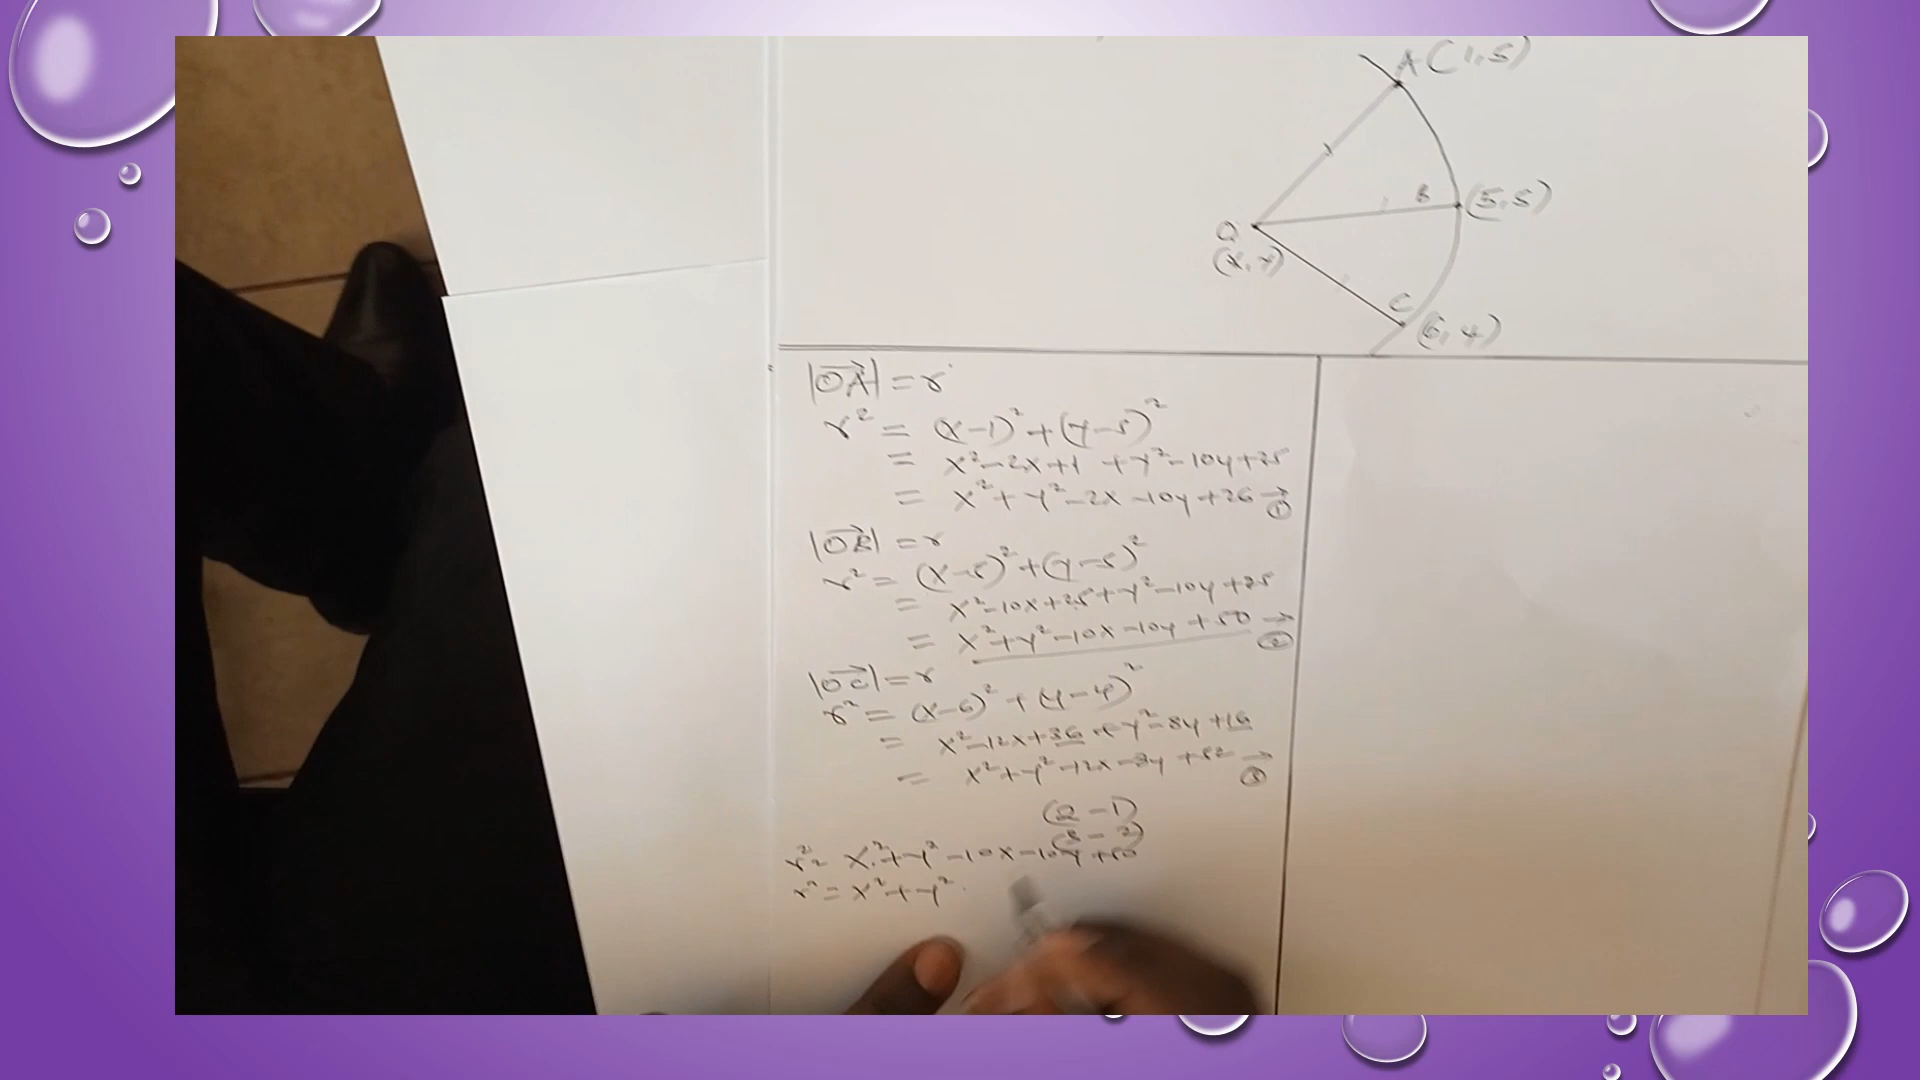 A(1,5)
B (5,5)
O
(x,y)
C
(6,4)
|OA| = r
r² = (x-1)² + (y-5)²
= x²-2x+1 + y²-10y+25
= x²+y²-2x-10y+26 → ①
|OB| = r
r² = (x-5)² + (y-5)²
= x²-10x+25+y²-10y+25
= x²+y²-10x-10y+50 → ②
|OC| = r
r² = (x-6)² + (y-4)²
= x²-12x+36+y²-8y+16
= x²+y²-12x-8y+52 → ③
(2-1)
(3-2)
r² = x²+y²-10x-10y+50
r² = x²+y²